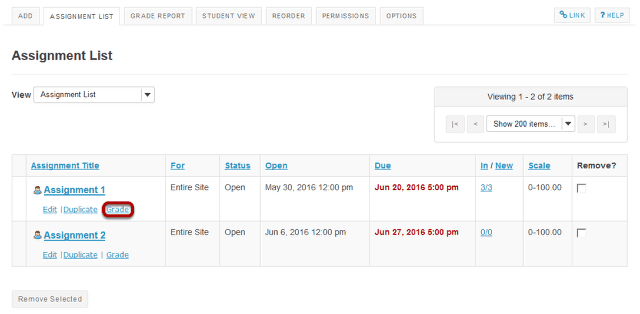 ADD ASSIGNMENT LIST GRADE REPORT STUDENT VIEW REORDER PERMISSIONS OPTIONS LINK ? HELP
Assignment List
View Assignment List
Viewing 1 - 2 of 2 items
|< < Show 200 items... > >|
Assignment Title For Status Open Due In / New Scale Remove?
Assignment 1 Entire Site Open May 30, 2016 12:00 pm Jun 20, 2016 5:00 pm 3/3 0-100.00
Edit | Duplicate | Grade
Assignment 2 Entire Site Open Jun 6, 2016 12:00 pm Jun 27, 2016 5:00 pm 0/0 0-100.00
Edit | Duplicate | Grade
Remove Selected